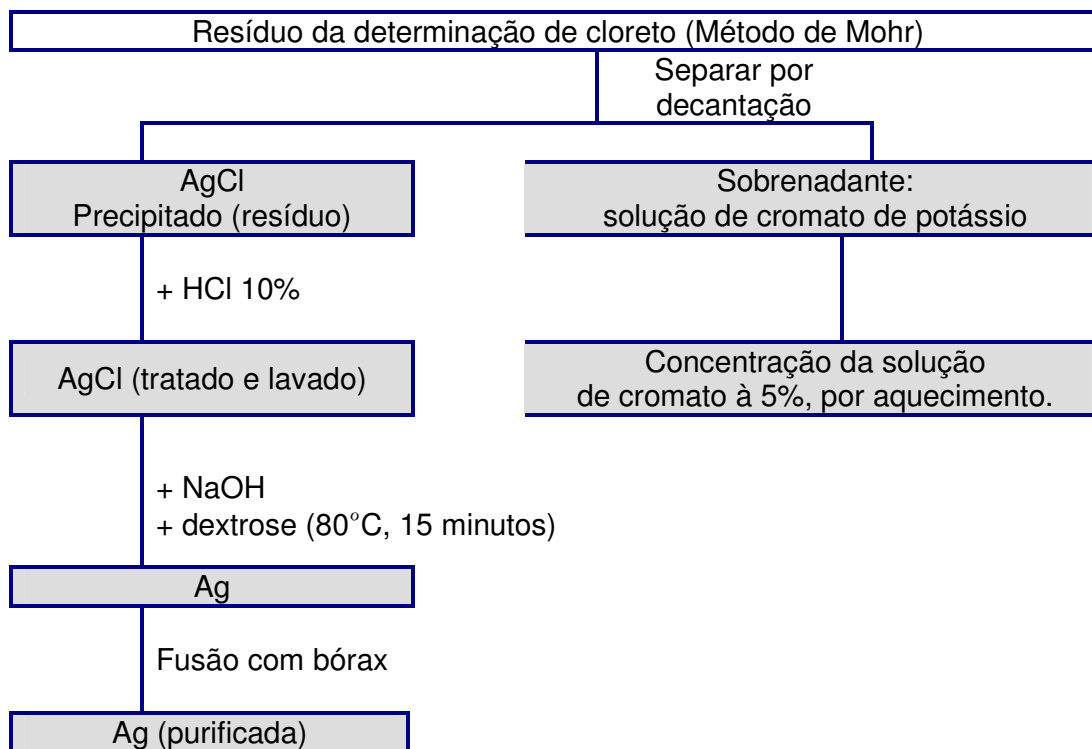 Resíduo da determinação de cloreto (Método de Mohr)
Separar por
decantação
AgCl
Precipitado (resíduo)
Sobrenadante:
solução de cromato de potássio
+ HCl 10%
AgCl (tratado e lavado)
Concentração da solução
de cromato à 5%, por aquecimento.
+ NaOH
+ dextrose (80°C, 15 minutos)
Ag
Fusão com bórax
Ag (purificada)